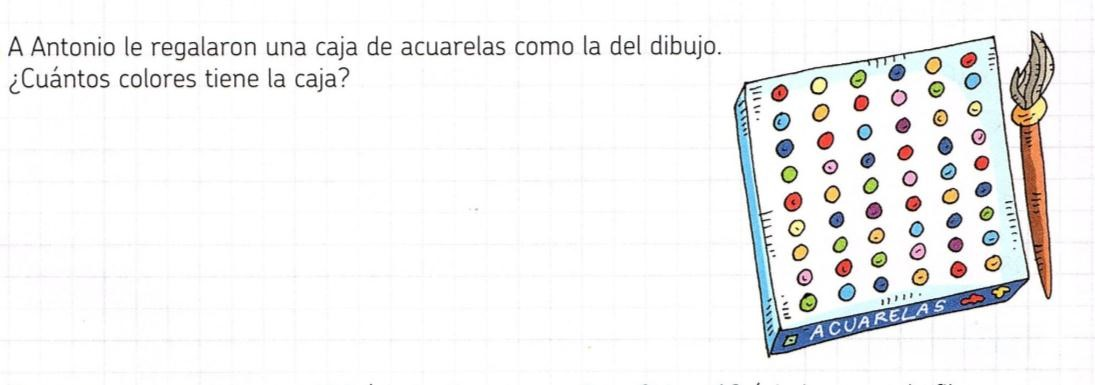 A Antonio le regalaron una caja de acuarelas como la del dibujo.
¿Cuántos colores tiene la caja?
ACUARELAS